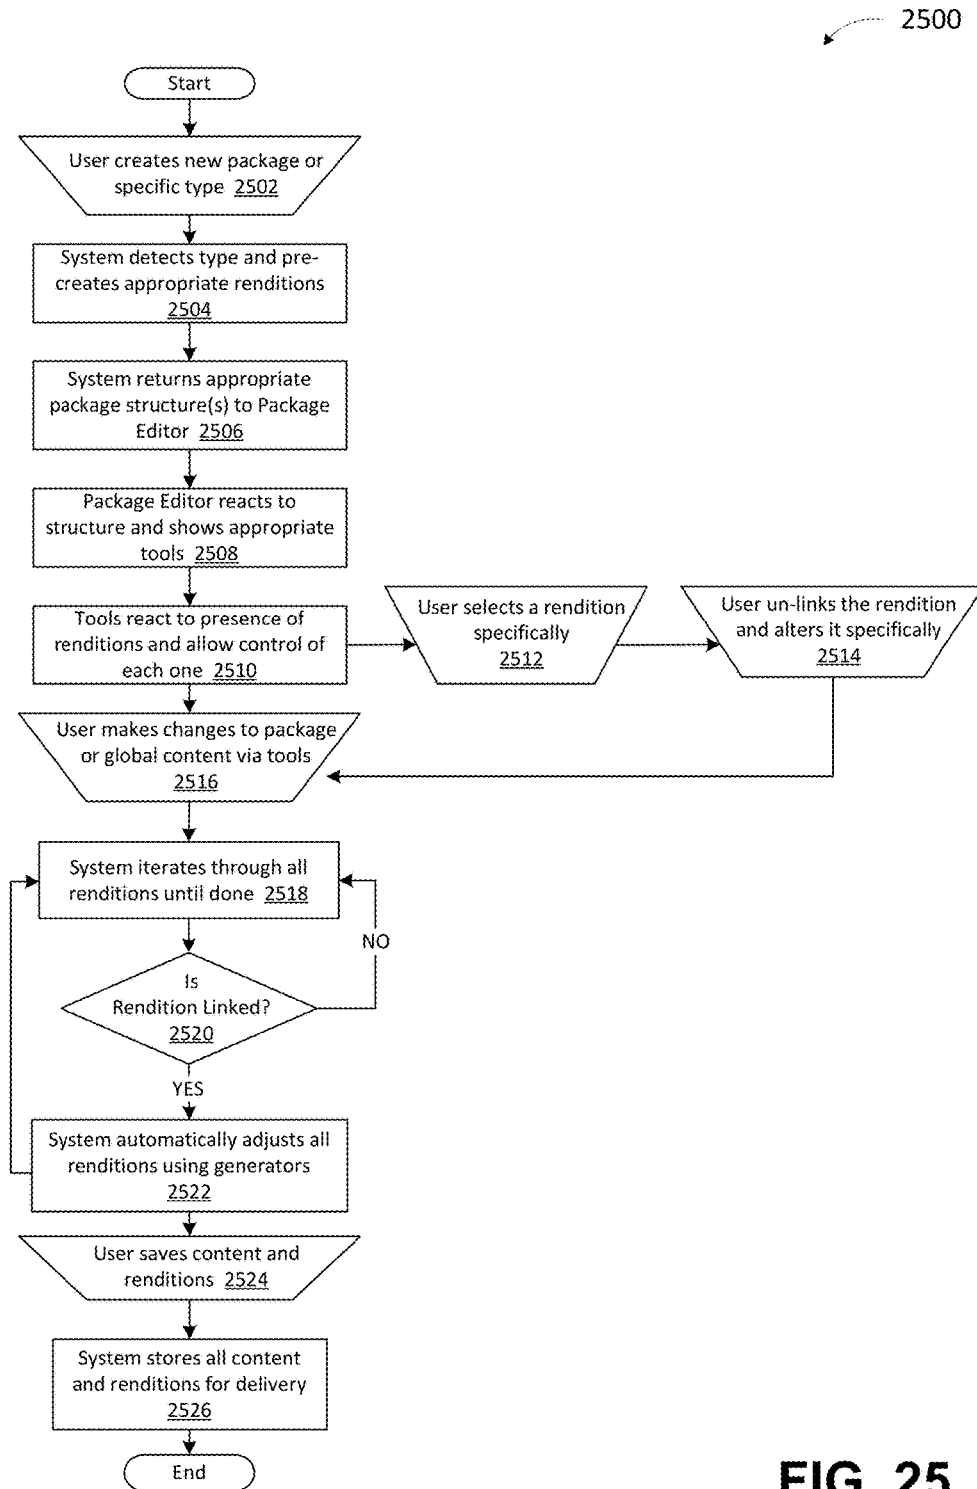 2500
Start
User creates new package or
specific type 2502
System detects type and pre-
creates appropriate renditions
2504
System returns appropriate
package structure(s) to Package
Editor 2506
Package Editor reacts to
structure and shows appropriate
tools 2508
Tools react to presence of
renditions and allow control of
each one 2510
User selects a rendition
specifically
2512
User un-links the rendition
and alters it specifically
2514
User makes changes to package
or global content via tools
2516
System iterates through all
renditions until done 2518
NO
Is
Rendition Linked?
2520
YES
System automatically adjusts all
renditions using generators
2522
User saves content and
renditions 2524
System stores all content
and renditions for delivery
2526
End
FIG. 25